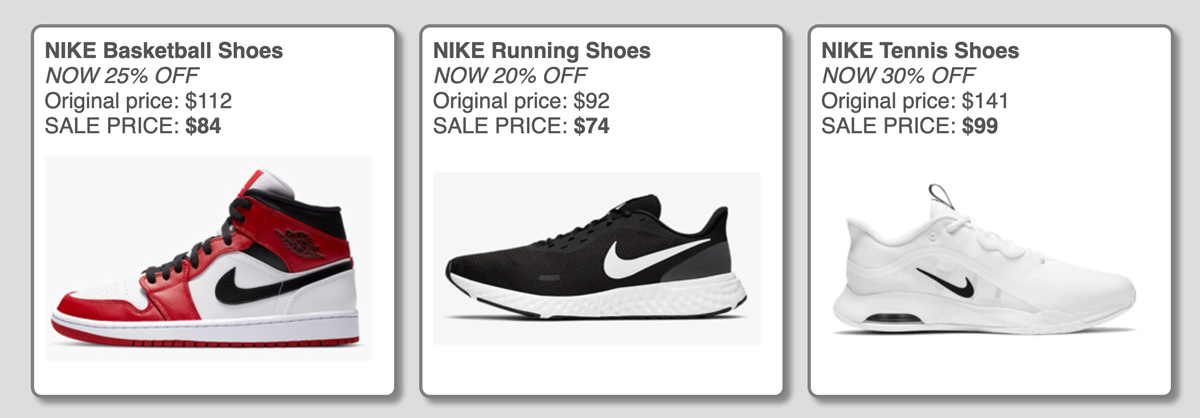 NIKE Basketball Shoes
NOW 25% OFF
Original price: $112
SALE PRICE: $84
NIKE Running Shoes
NOW 20% OFF
Original price: $92
SALE PRICE: $74
NIKE Tennis Shoes
NOW 30% OFF
Original price: $141
SALE PRICE: $99